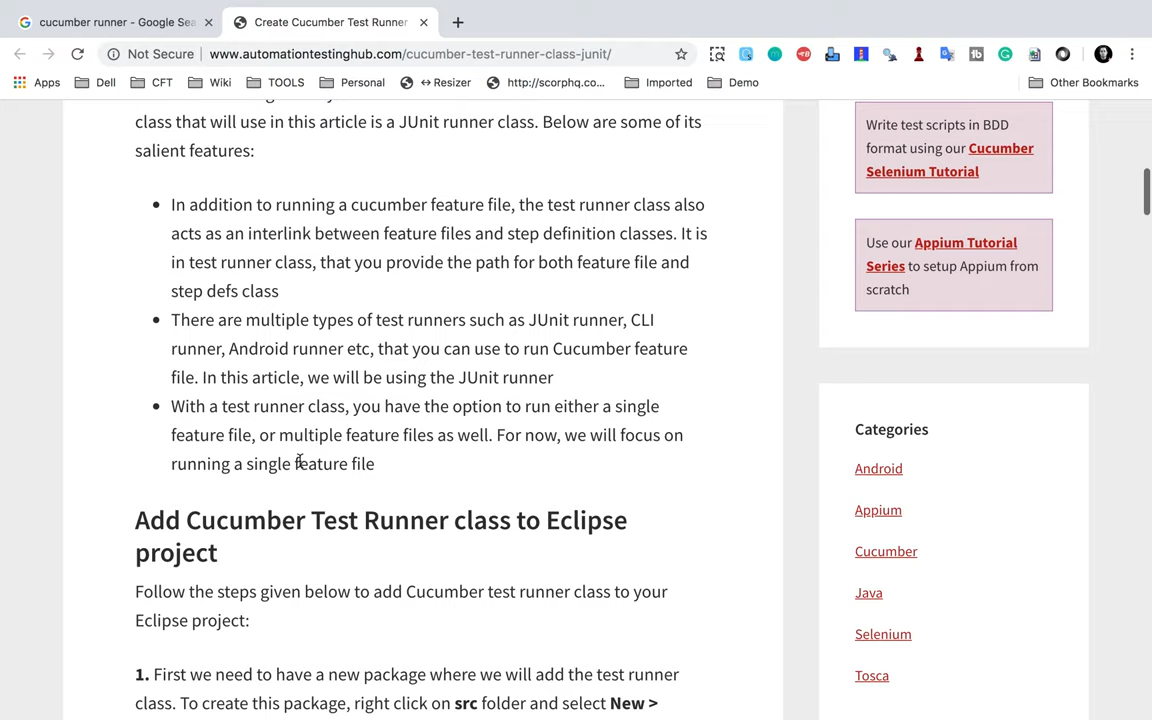 cucumber runner - Google Sea
Create Cucumber Test Runner
Not Secure | www.automationtestinghub.com/cucumber-test-runner-class-junit/
Apps Dell CFT Wiki TOOLS Personal ↔Resizer http://scorphq.co... Imported Demo Other Bookmarks
class that will use in this article is a JUnit runner class. Below are some of its
salient features:
• In addition to running a cucumber feature file, the test runner class also
acts as an interlink between feature files and step definition classes. It is
in test runner class, that you provide the path for both feature file and
step defs class
• There are multiple types of test runners such as JUnit runner, CLI
runner, Android runner etc, that you can use to run Cucumber feature
file. In this article, we will be using the JUnit runner
• With a test runner class, you have the option to run either a single
feature file, or multiple feature files as well. For now, we will focus on
running a single feature file
Add Cucumber Test Runner class to Eclipse
project
Follow the steps given below to add Cucumber test runner class to your
Eclipse project:
1. First we need to have a new package where we will add the test runner
class. To create this package, right click on src folder and select New >
Write test scripts in BDD
format using our Cucumber
Selenium Tutorial
Use our Appium Tutorial
Series to setup Appium from
scratch
Categories
Android
Appium
Cucumber
Java
Selenium
Tosca